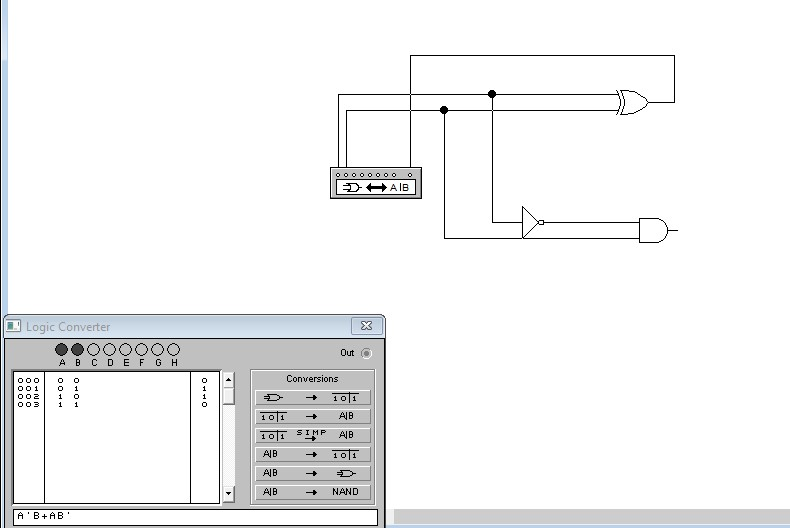 A|B
Logic Converter
A B C D E F G H
Out
000 0 0 0
001 0 1 1
002 1 0 1
003 1 1 0
Conversions
→ 1 0|1
1 0|1 → A|B
1 0|1 SIMP → A|B
A|B → 1 0|1
A|B →
A|B → NAND
A'B+AB'